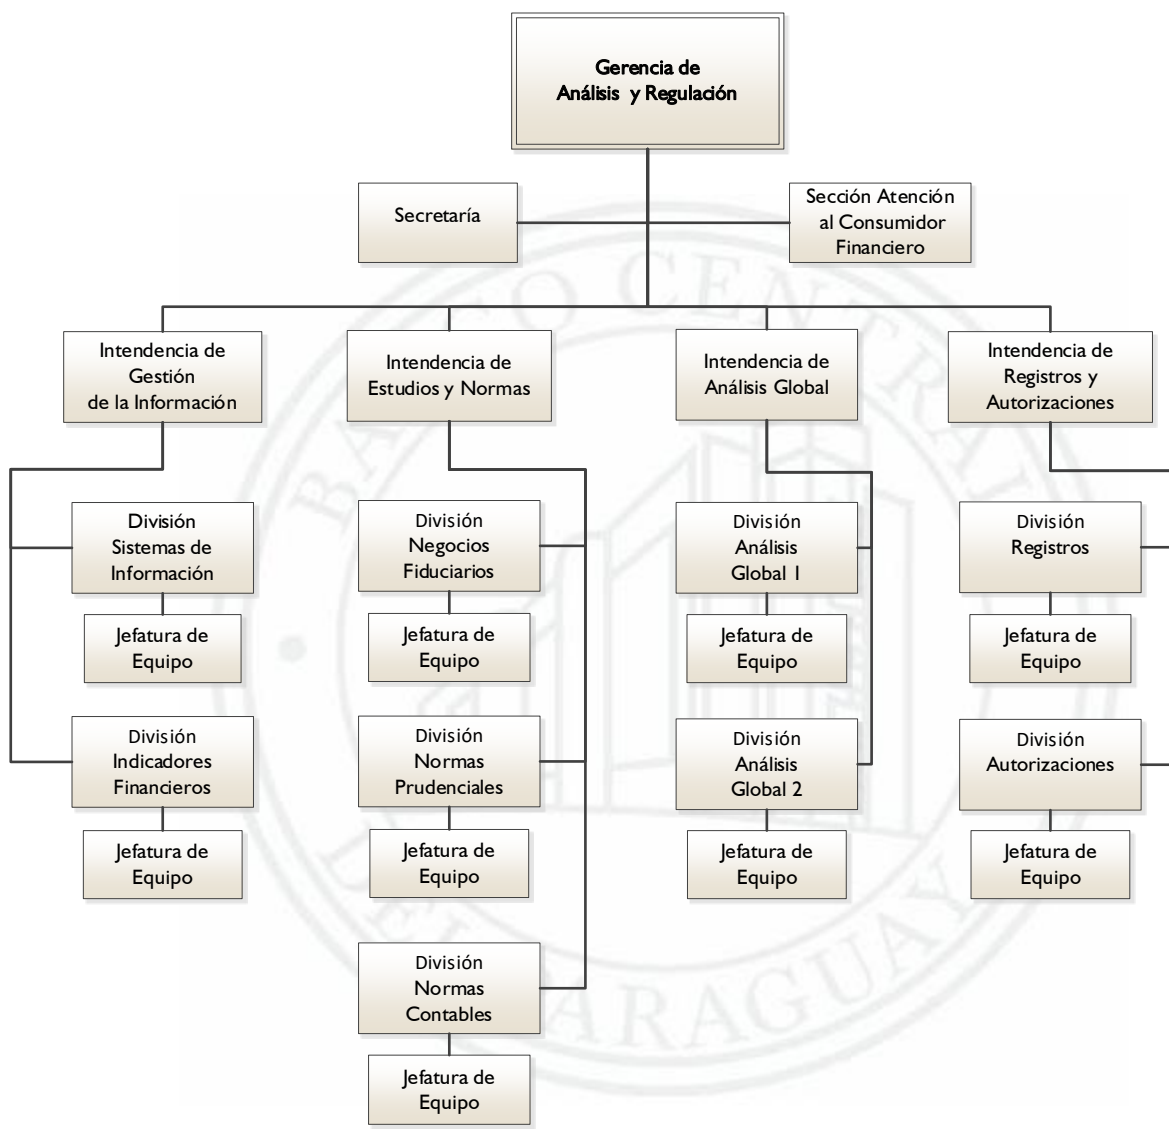 Gerencia de
Análisis y Regulación
Secretaría
Sección Atención
al Consumidor
Financiero
Intendencia de
Gestión
de la Información
Intendencia de
Estudios y Normas
Intendencia de
Análisis Global
Intendencia de
Registros y
Autorizaciones
División
Sistemas de
Información
División
Negocios
Fiduciarios
División
Análisis
Global 1
División
Registros
Jefatura de
Equipo
Jefatura de
Equipo
Jefatura de
Equipo
Jefatura de
Equipo
División
Indicadores
Financieros
División
Normas
Prudenciales
División
Análisis
Global 2
División
Autorizaciones
Jefatura de
Equipo
Jefatura de
Equipo
Jefatura de
Equipo
Jefatura de
Equipo
División
Normas
Contables
Jefatura de
Equipo
BANCO CENTRAL
DEL PARAGUAY